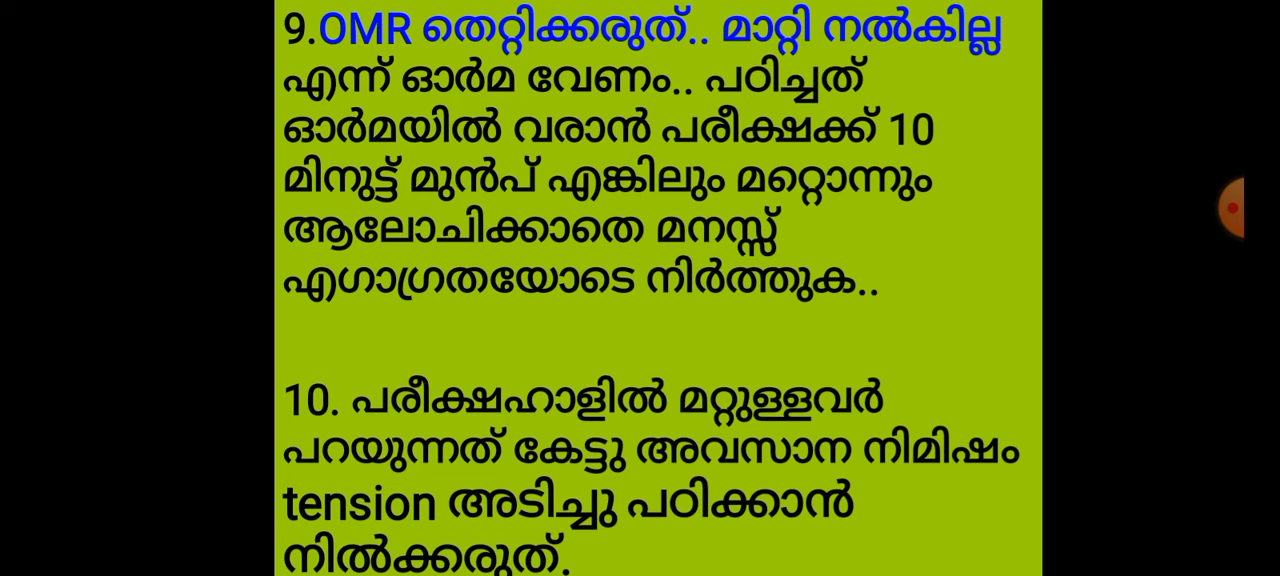 9.OMR തെറ്റിക്കരുത്.. മാറ്റി നൽകില്ല
എന്ന് ഓർമ വേണം.. പഠിച്ചത്
ഓർമയിൽ വരാൻ പരീക്ഷക്ക് 10
മിനുട്ട് മുൻപ് എങ്കിലും മറ്റൊന്നും
ആലോചിക്കാതെ മനസ്സ്
എഗാഗ്രതയോടെ നിർത്തുക..
10. പരീക്ഷഹാളിൽ മറ്റുള്ളവർ
പറയുന്നത് കേട്ടു അവസാന നിമിഷം
tension അടിച്ചു പഠിക്കാൻ
നിൽക്കരുത്.